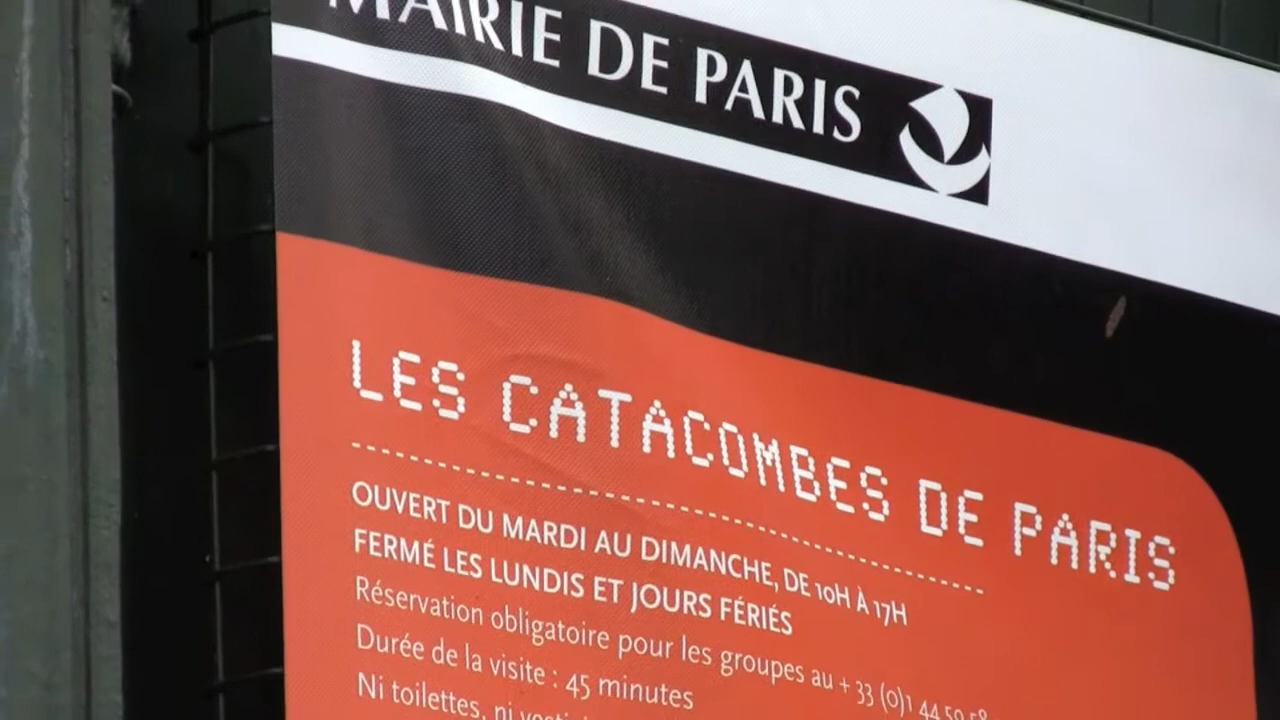 MAIRIE DE PARIS
LES CATACOMBES DE PARIS
OUVERT DU MARDI AU DIMANCHE, DE 10H À 17H
FERMÉ LES LUNDIS ET JOURS FÉRIÉS
Réservation obligatoire pour les groupes au + 33 (0)1 44 59 58
Durée de la visite : 45 minutes
Ni toilettes, ni